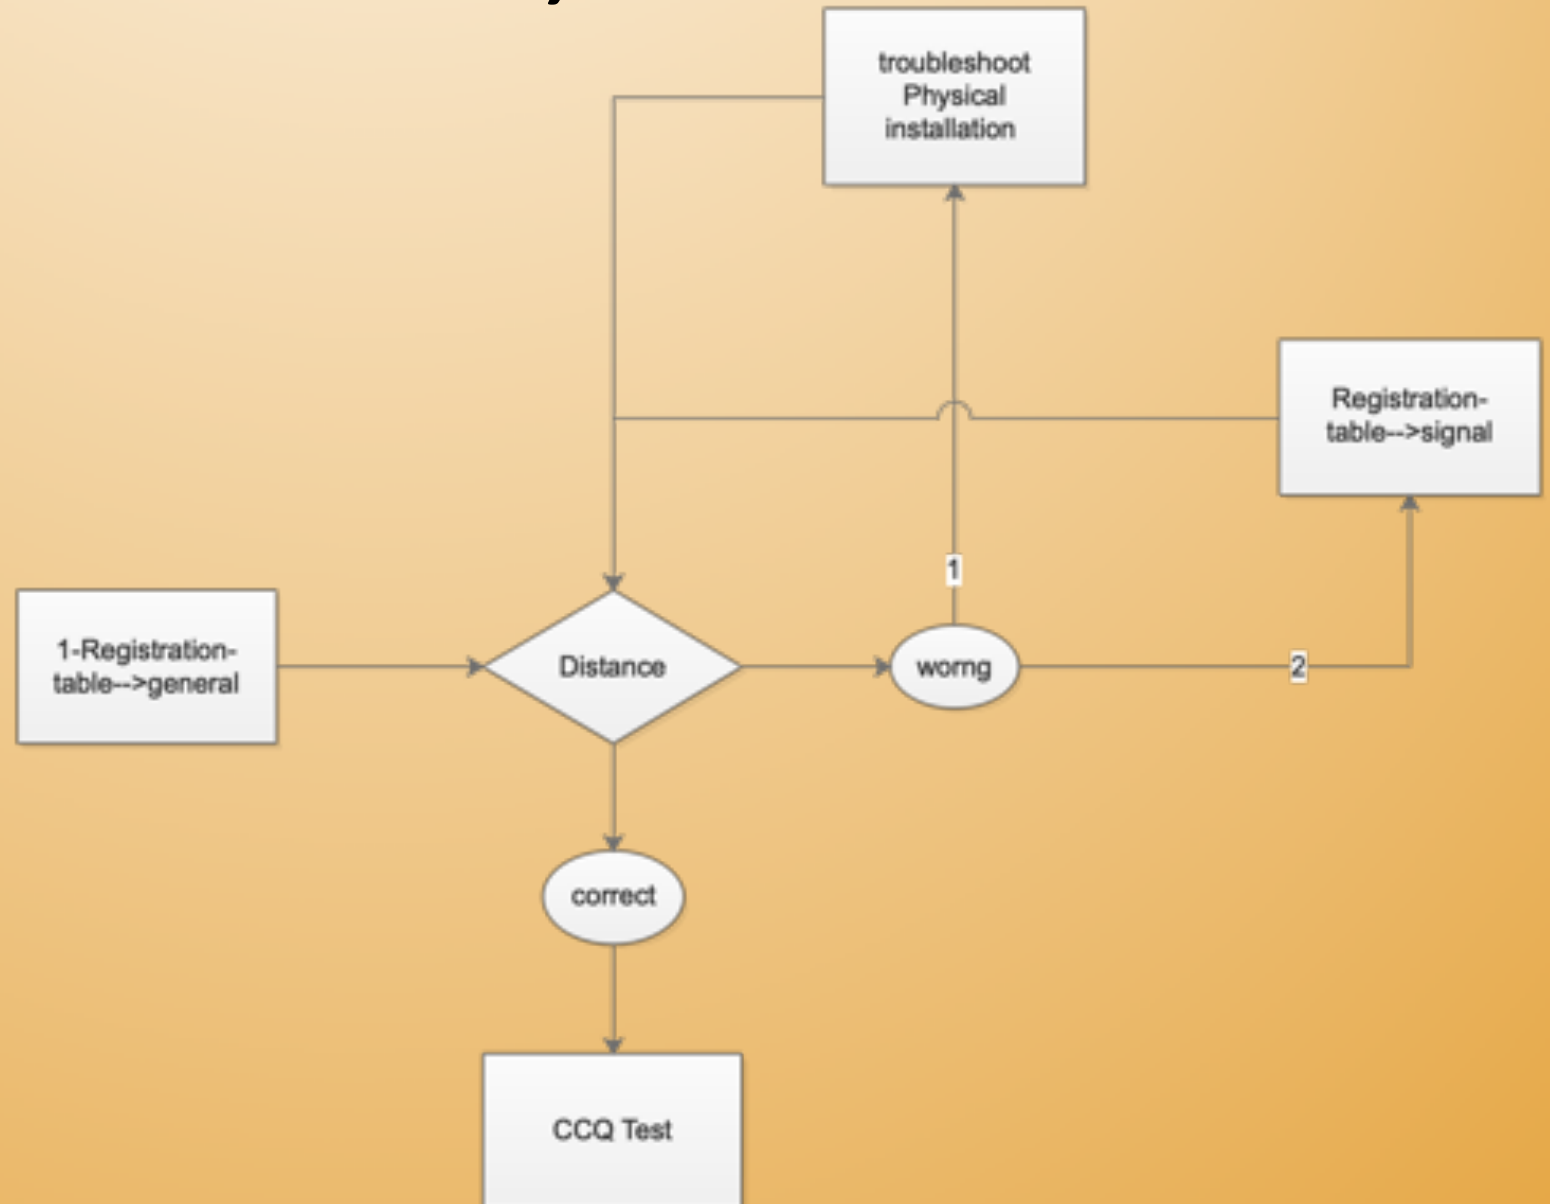 troubleshoot
Physical
installation
Registration-
table-->signal
1
1-Registration-
table-->general
Distance
worng
2
correct
CCQ Test